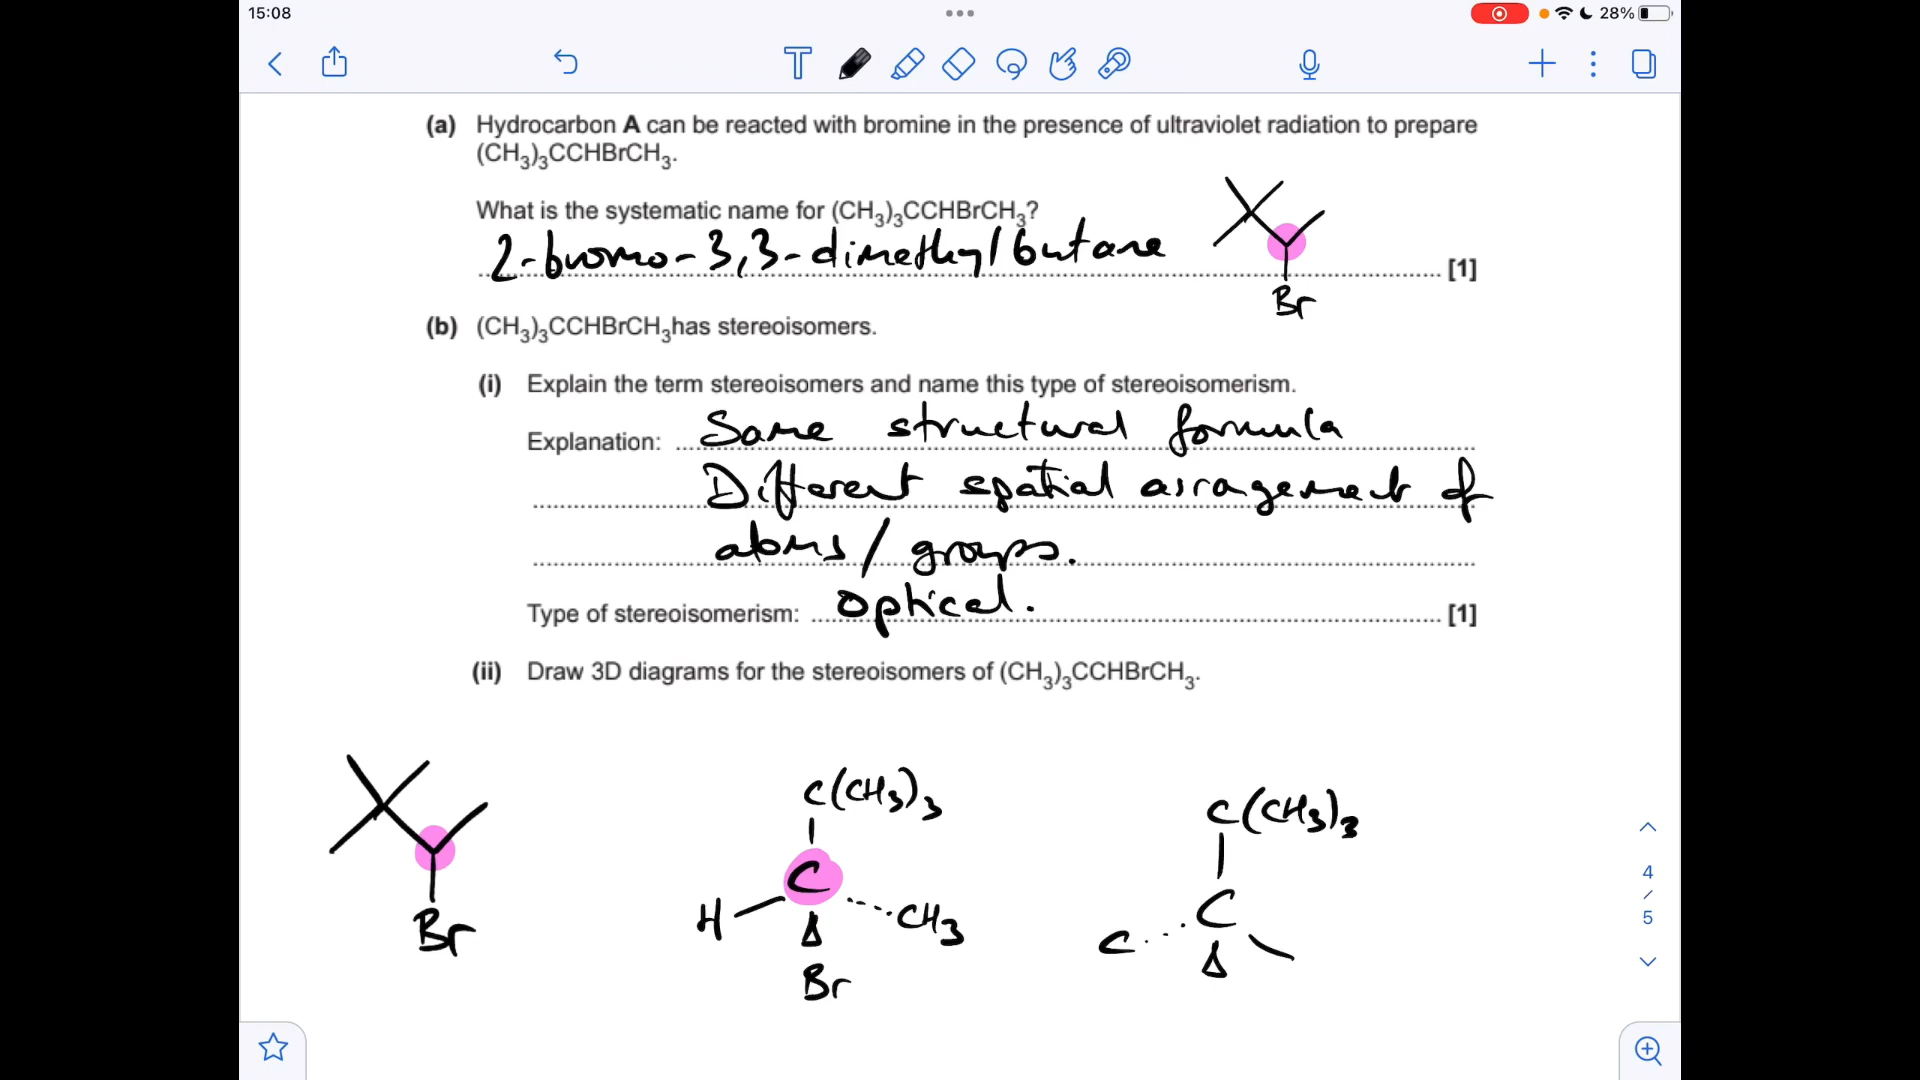 15:08
28%
(a) Hydrocarbon A can be reacted with bromine in the presence of ultraviolet radiation to prepare
(CH₃)₃CCHBrCH₃.
What is the systematic name for (CH₃)₃CCHBrCH₃?
2-bromo-3,3-dimethylbutane
[1]
Br
(b) (CH₃)₃CCHBrCH₃has stereoisomers.
(i) Explain the term stereoisomers and name this type of stereoisomerism.
Explanation: Same structural formula
Different spatial arragement of
atoms/groups.
Type of stereoisomerism: optical. [1]
(ii) Draw 3D diagrams for the stereoisomers of (CH₃)₃CCHBrCH₃.
Br
C(CH₃)₃
C
H
CH₃
Br
C(CH₃)₃
C
C
4
/
5